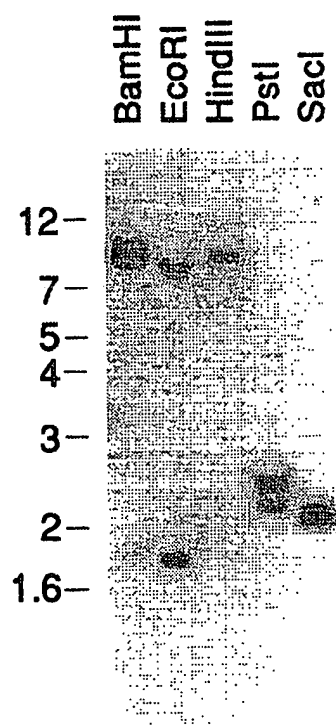 BamHI
EcoRI
HindIII
PstI
SacI
12
7
5
4
3
2
1.6